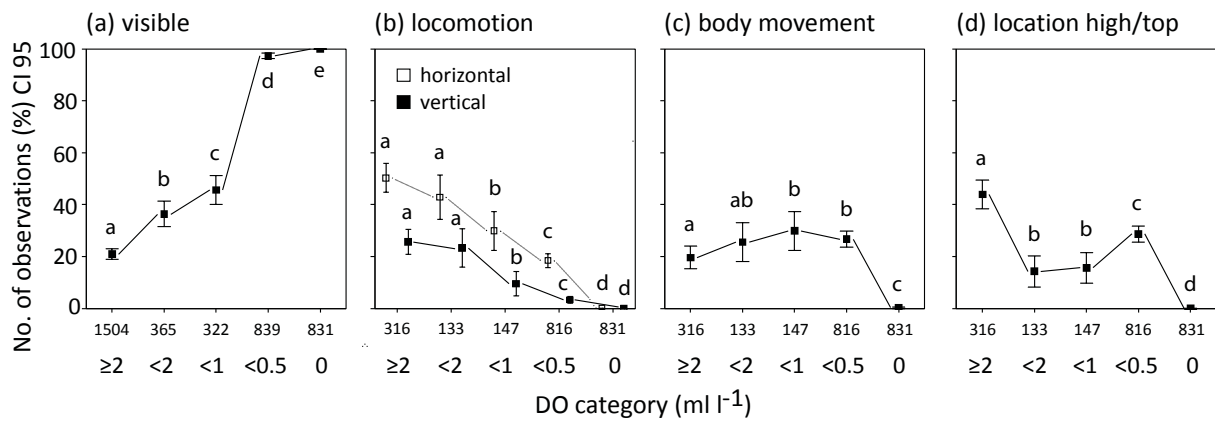 (a) visible
(b) locomotion
(c) body movement
(d) location high/top
No. of observations (%) CI 95
100
80
60
40
20
0
a
b
c
d
e
horizontal
vertical
a
a
b
c
d
a
a
b
c
d
a
ab
b
b
c
a
b
b
c
d
1504 365 322 839 831
316 133 147 816 831
316 133 147 816 831
316 133 147 816 831
≥2 <2 <1 <0.5 0
≥2 <2 <1 <0.5 0
≥2 <2 <1 <0.5 0
≥2 <2 <1 <0.5 0
DO category (ml l⁻¹)